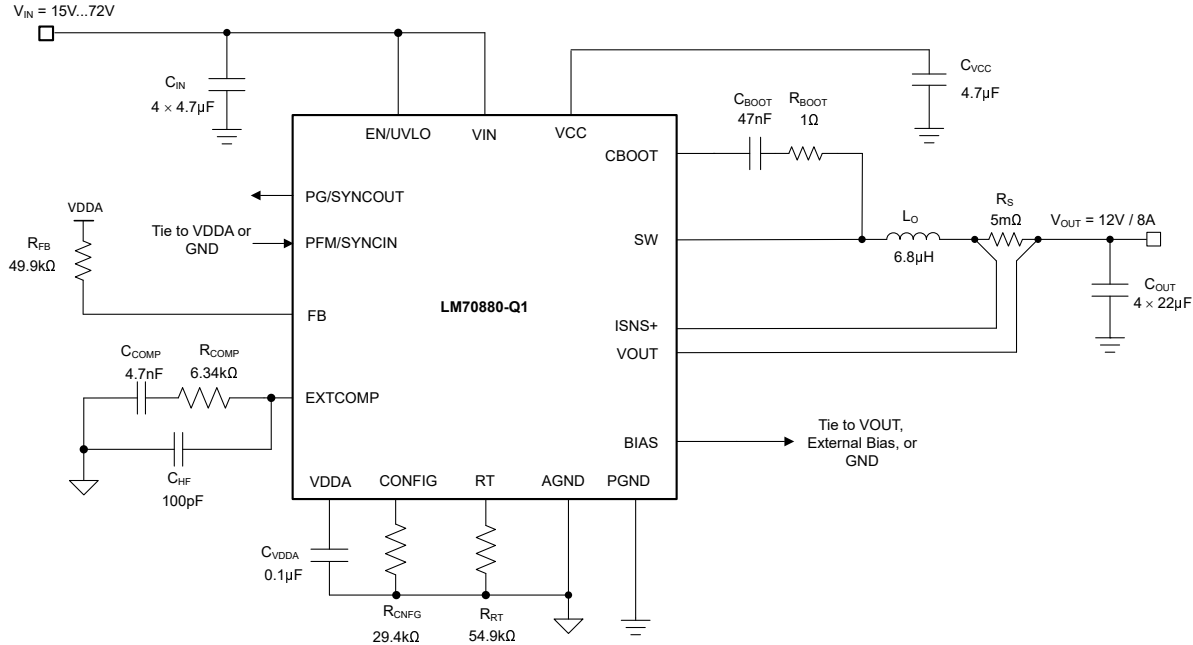 V_IN = 15V...72V
C_IN
4 × 4.7µF
EN/UVLO
VIN
VCC
C_VCC
4.7µF
C_BOOT
47nF
R_BOOT
1Ω
CBOOT
PG/SYNCOUT
Tie to VDDA or
GND
PFM/SYNCIN
VDDA
R_FB
49.9kΩ
FB
LM70880-Q1
SW
L_O
6.8µH
R_S
5mΩ
V_OUT = 12V / 8A
C_OUT
4 × 22µF
ISNS+
VOUT
C_COMP
4.7nF
R_COMP
6.34kΩ
EXTCOMP
C_HF
100pF
BIAS
Tie to VOUT,
External Bias, or
GND
VDDA
CONFIG
RT
AGND
PGND
C_VDDA
0.1µF
R_CNFG
29.4kΩ
R_RT
54.9kΩ